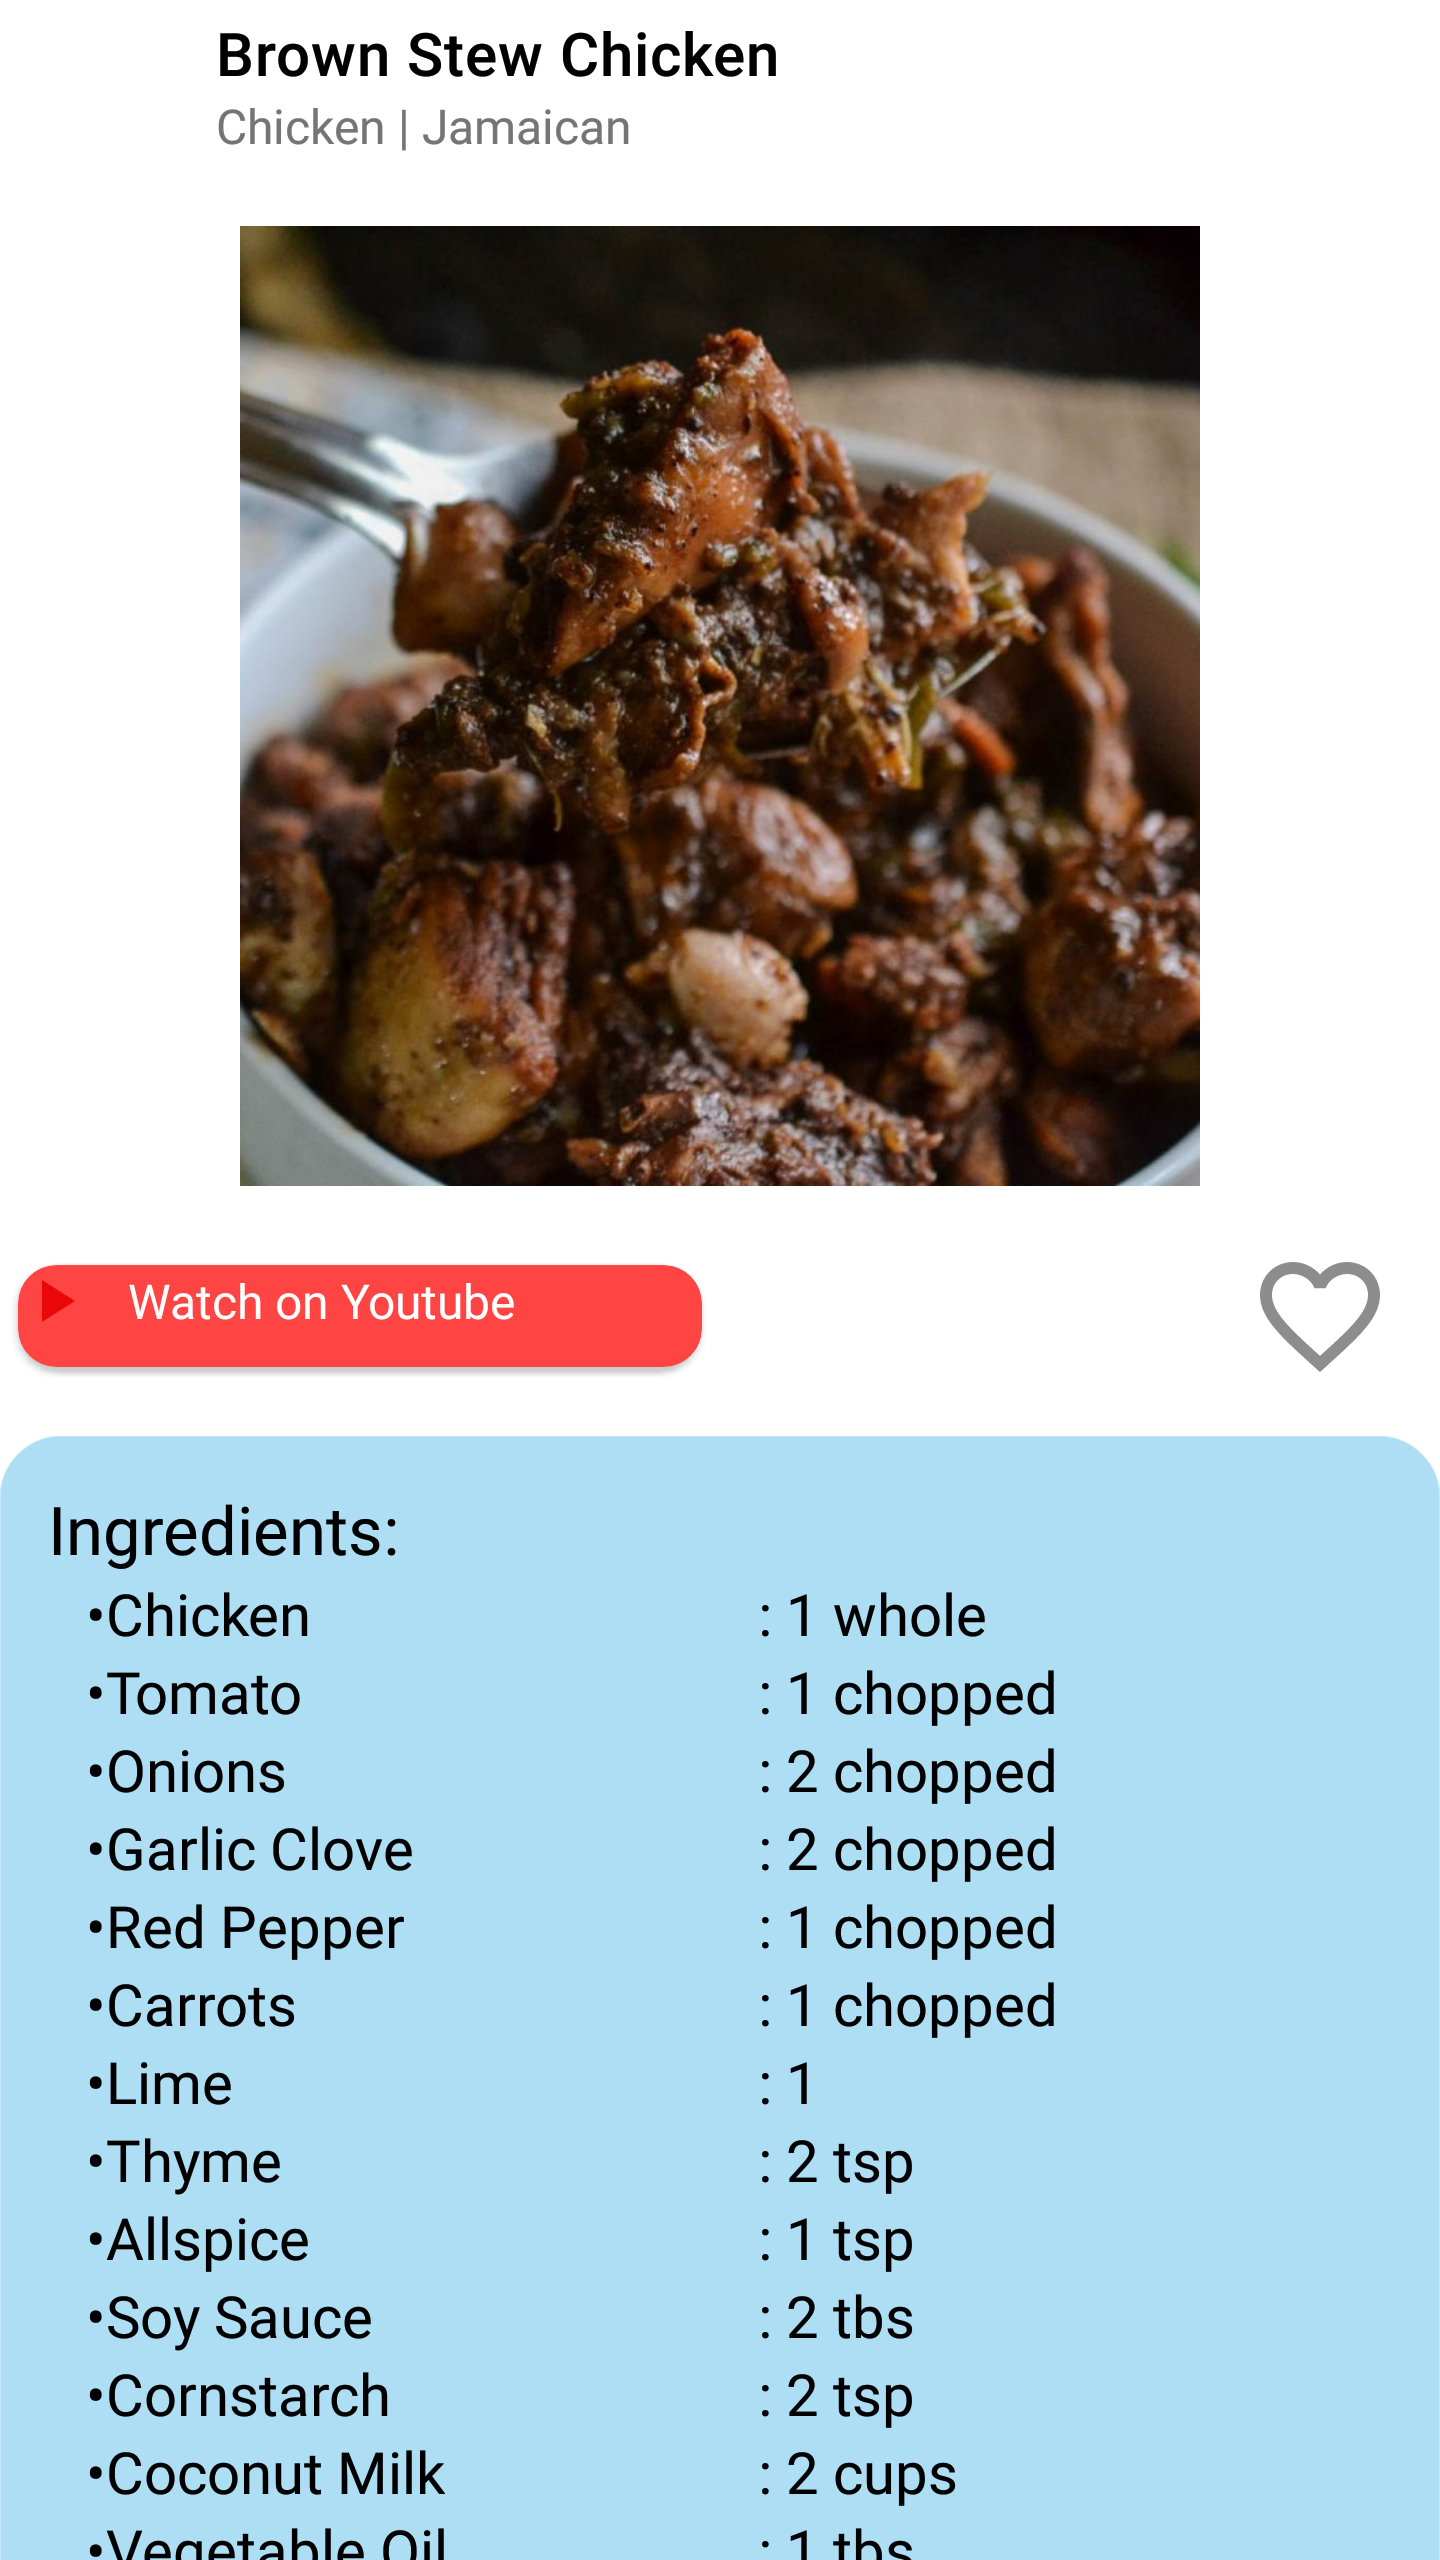 Brown Stew Chicken
Chicken | Jamaican
Watch on Youtube
Ingredients:
•Chicken : 1 whole
•Tomato : 1 chopped
•Onions : 2 chopped
•Garlic Clove : 2 chopped
•Red Pepper : 1 chopped
•Carrots : 1 chopped
•Lime : 1
•Thyme : 2 tsp
•Allspice : 1 tsp
•Soy Sauce : 2 tbs
•Cornstarch : 2 tsp
•Coconut Milk : 2 cups
•Vegetable Oil : 1 tbs